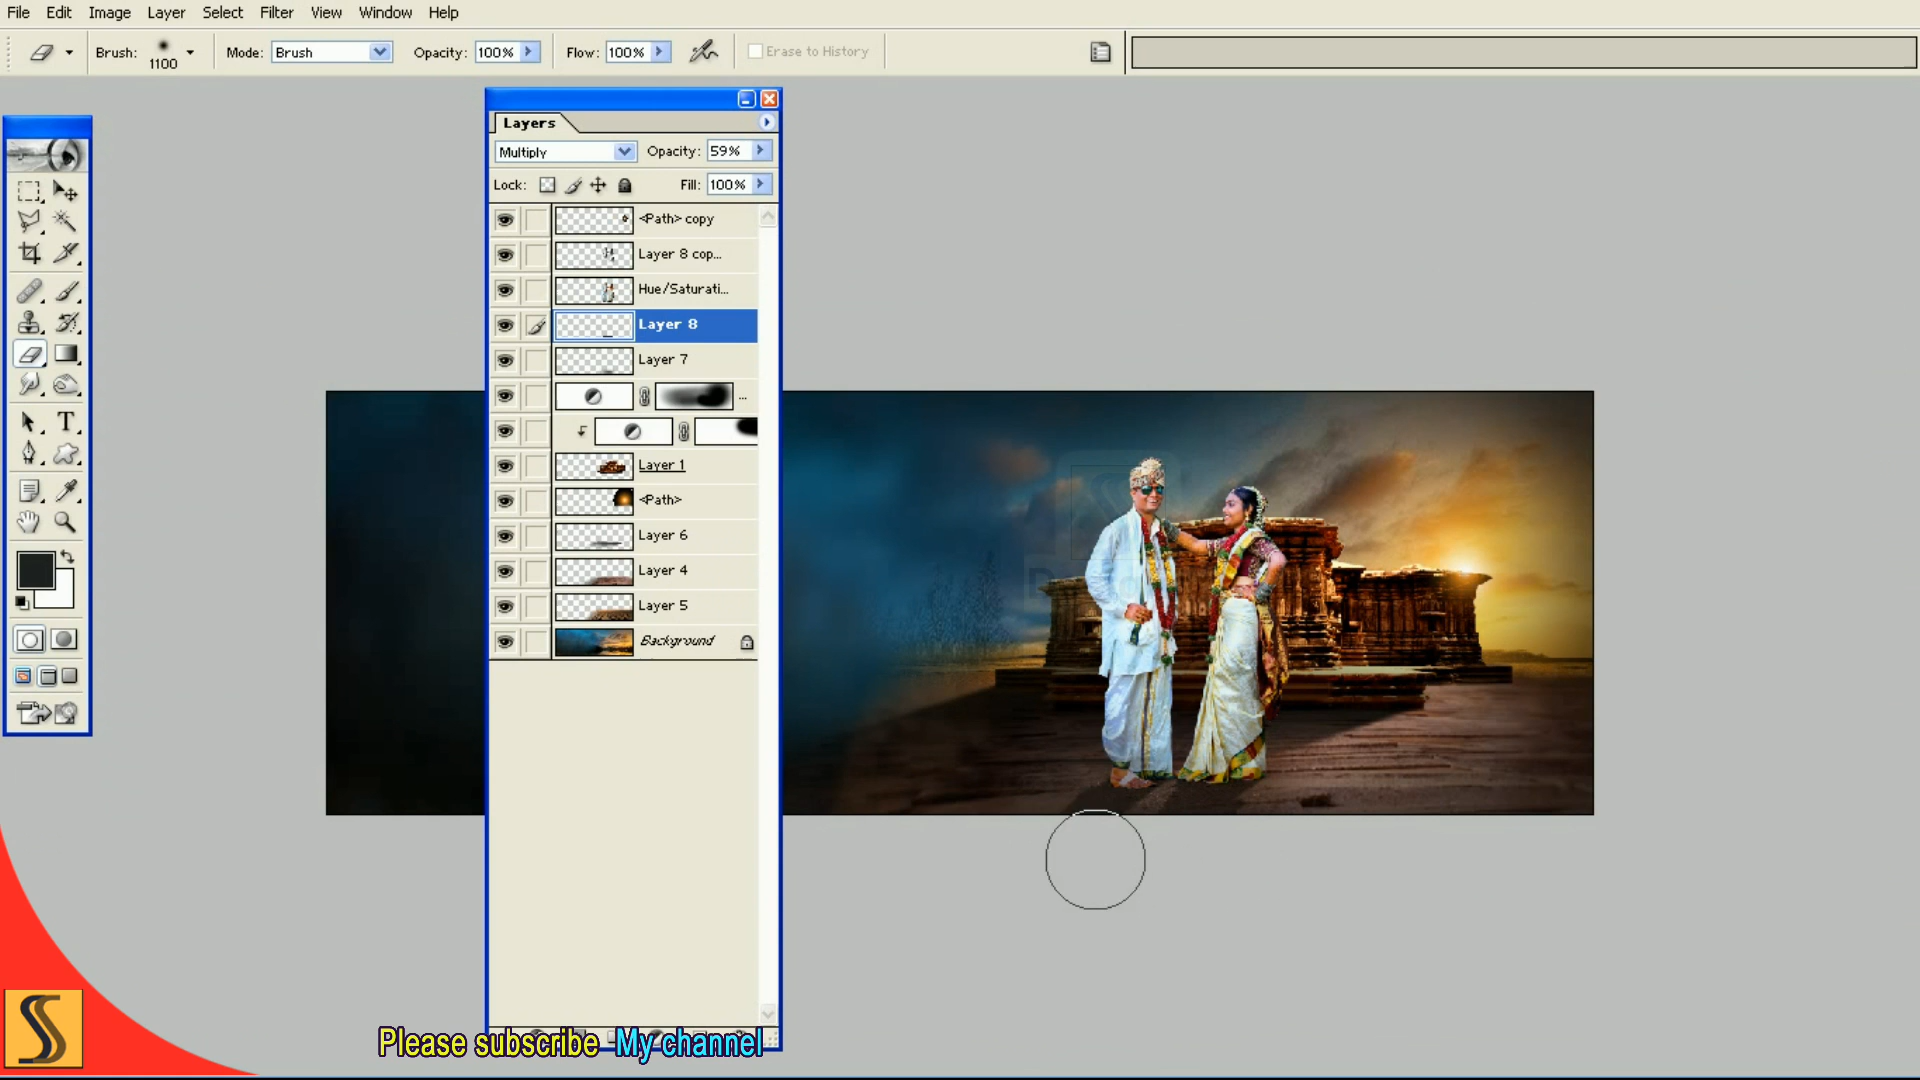 File Edit Image Layer Select Filter View Window Help
Brush: 1100 Mode: Brush Opacity: 100% Flow: 100% Erase to History
Layers
Multiply Opacity: 59%
Lock: Fill: 100%
<Path> copy
Layer 8 cop...
Hue/Saturati...
Layer 8
Layer 7
...
Layer 1
<Path>
Layer 6
Layer 4
Layer 5
Background
Please subscribe My channel